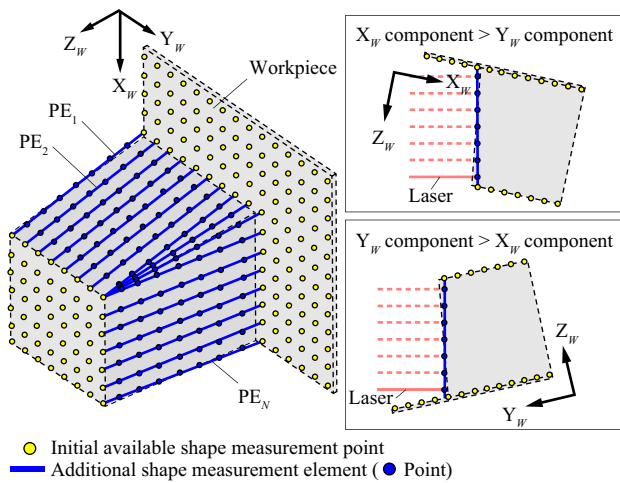 Z_W
Y_W
X_W
Workpiece
PE_1
PE_2
PE_N
X_W component > Y_W component
X_W
Z_W
Laser
Y_W component > X_W component
Z_W
Laser
Y_W
Initial available shape measurement point
Additional shape measurement element ( Point)